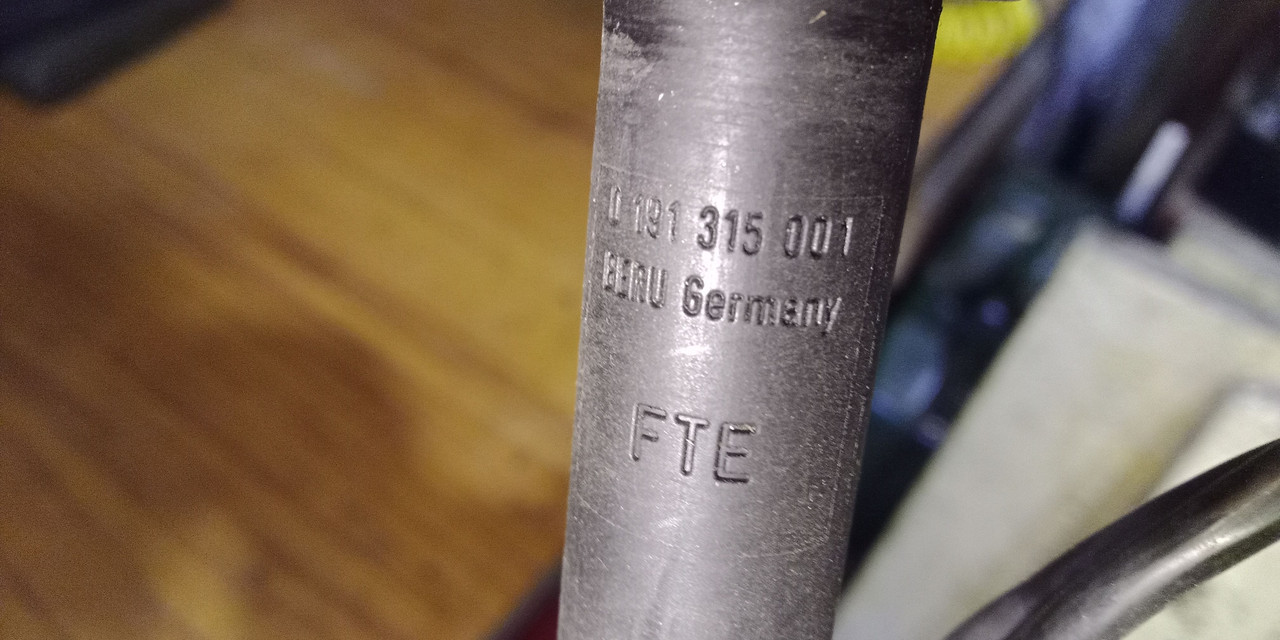 0 191 315 001
BERU Germany
FTE